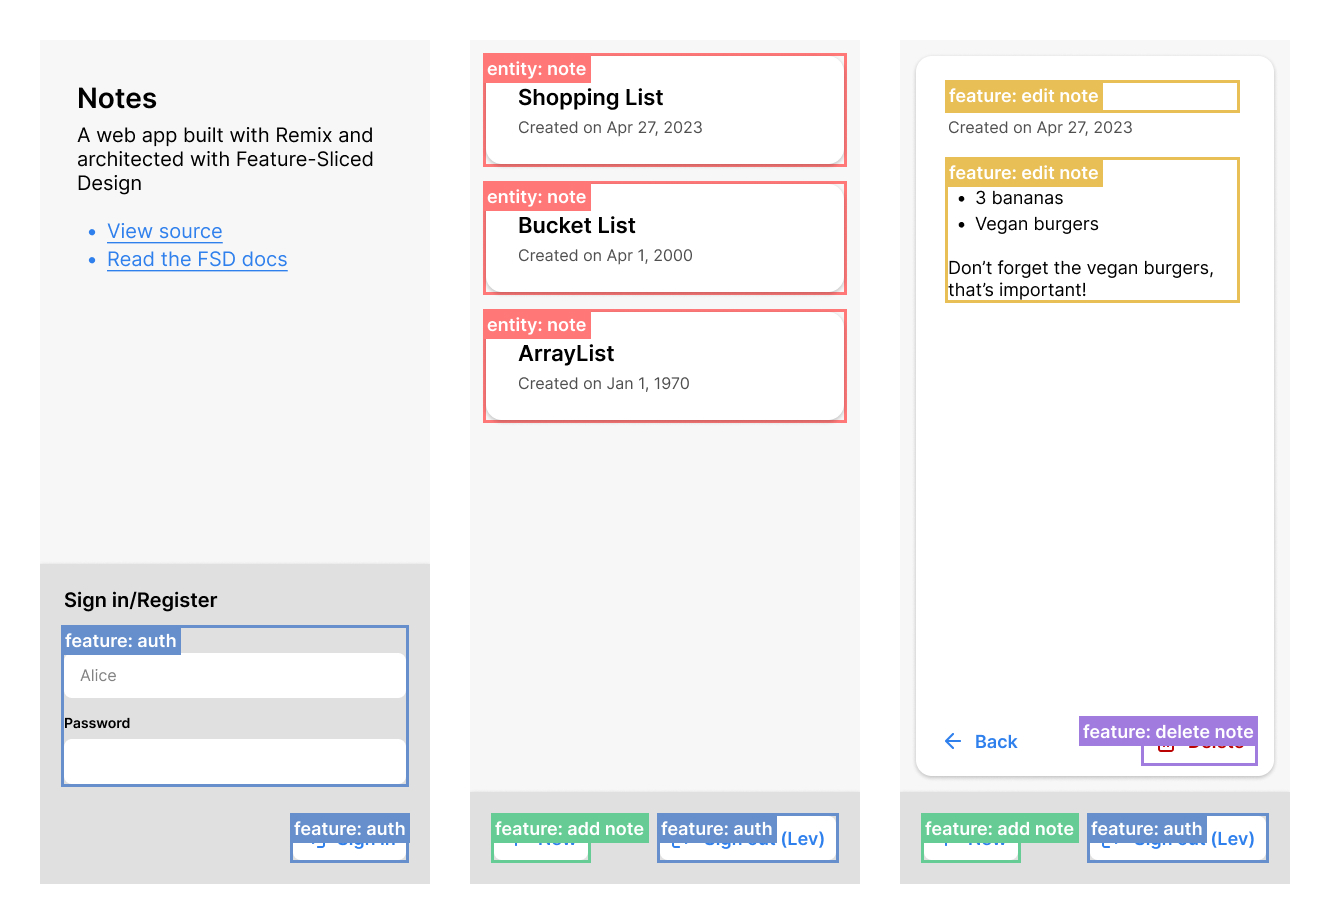 Notes
A web app built with Remix and
architected with Feature-Sliced
Design
• View source
• Read the FSD docs
Sign in/Register
feature: auth
Alice
Password
feature: auth
entity: note
Shopping List
Created on Apr 27, 2023
entity: note
Bucket List
Created on Apr 1, 2000
entity: note
ArrayList
Created on Jan 1, 1970
feature: add note
feature: auth
(Lev)
feature: edit note
Created on Apr 27, 2023
feature: edit note
• 3 bananas
• Vegan burgers
Don’t forget the vegan burgers,
that’s important!
Back
feature: delete note
feature: add note
feature: auth
(Lev)